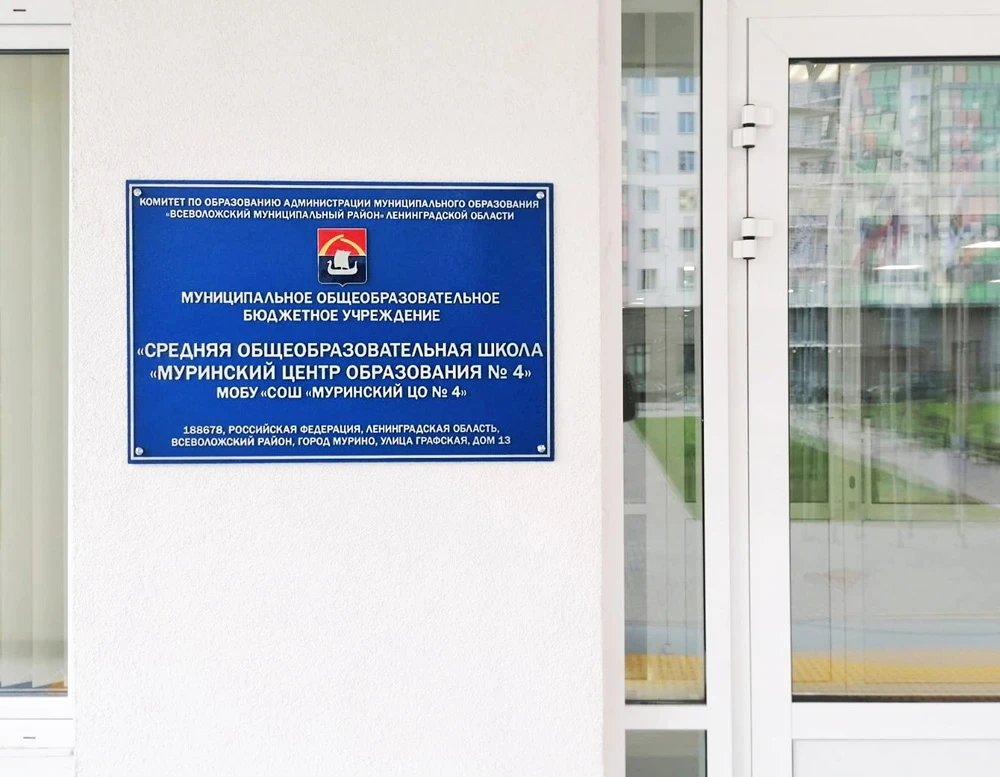 КОМИТЕТ ПО ОБРАЗОВАНИЮ АДМИНИСТРАЦИИ МУНИЦИПАЛЬНОГО ОБРАЗОВАНИЯ
«ВСЕВОЛОЖСКИЙ МУНИЦИПАЛЬНЫЙ РАЙОН» ЛЕНИНГРАДСКОЙ ОБЛАСТИ
МУНИЦИПАЛЬНОЕ ОБЩЕОБРАЗОВАТЕЛЬНОЕ
БЮДЖЕТНОЕ УЧРЕЖДЕНИЕ
«СРЕДНЯЯ ОБЩЕОБРАЗОВАТЕЛЬНАЯ ШКОЛА
«МУРИНСКИЙ ЦЕНТР ОБРАЗОВАНИЯ № 4»
МОБУ «СОШ «МУРИНСКИЙ ЦО № 4»
188678, РОССИЙСКАЯ ФЕДЕРАЦИЯ, ЛЕНИНГРАДСКАЯ ОБЛАСТЬ,
ВСЕВОЛОЖСКИЙ РАЙОН, ГОРОД МУРИНО, УЛИЦА ГРАФСКАЯ, ДОМ 13